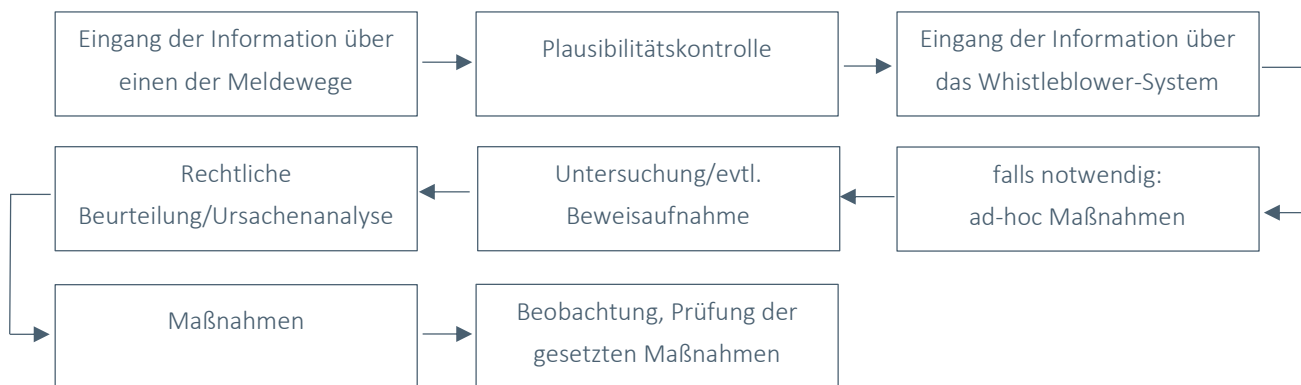 Eingang der Information über
einen der Meldewege
Plausibilitätskontrolle
Eingang der Information über
das Whistleblower-System
falls notwendig:
ad-hoc Maßnahmen
Untersuchung/evtl.
Beweisaufnahme
Rechtliche
Beurteilung/Ursachenanalyse
Maßnahmen
Beobachtung, Prüfung der
gesetzten Maßnahmen